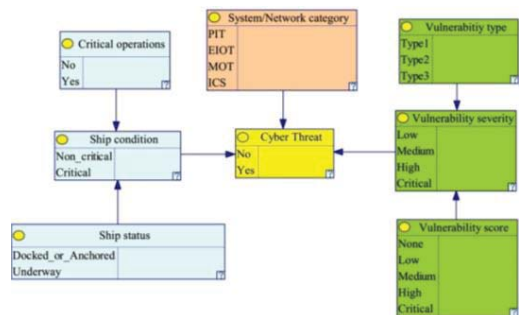 Critical operations
No
Yes
System/Network category
PIT
EIOT
MOT
ICS
Vulnerabitiy type
Type1
Type2
Type3
Ship condition
Non_critical
Critical
Cyber Threat
No
Yes
Vulnerability severity
Low
Medium
High
Critical
Ship status
Docked_or_Anchored
Underway
Vulnerability score
None
Low
Medium
High
Critical